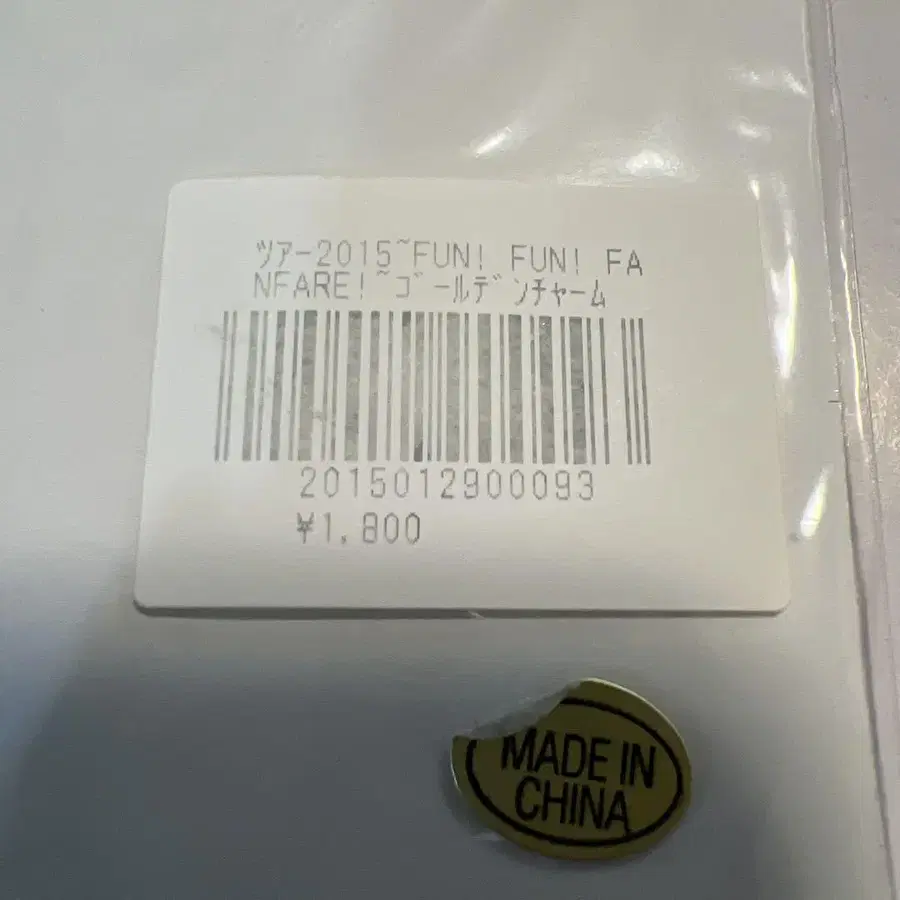 ﾂｱｰ2015~FUN! FUN! FA
NFARE!~ｺﾞｰﾙﾃﾞﾝﾁｬｰﾑ
2015012900093
¥1,800
MADE IN
CHINA